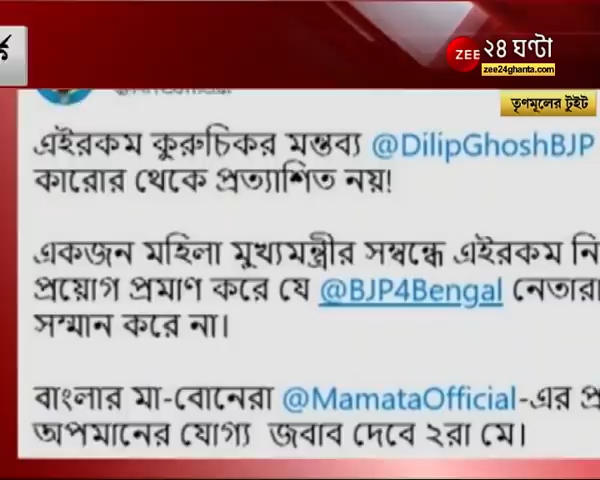 ZEE ২৪ ঘণ্টা
zee24ghanta.com
তৃণমূলের টুইট
এইরকম কুরুচিকর মন্তব্য @DilipGhoshBJP
কারোর থেকে প্রত্যাশিত নয়!
একজন মহিলা মুখ্যমন্ত্রীর সম্বন্ধে এইরকম
প্রয়োগ প্রমাণ করে যে @BJP4Bengal নেতারা
সম্মান করে না।
বাংলার মা-বোনেরা @MamataOfficial-এর
অপমানের যোগ্য জবাব দেবে ২রা মে।